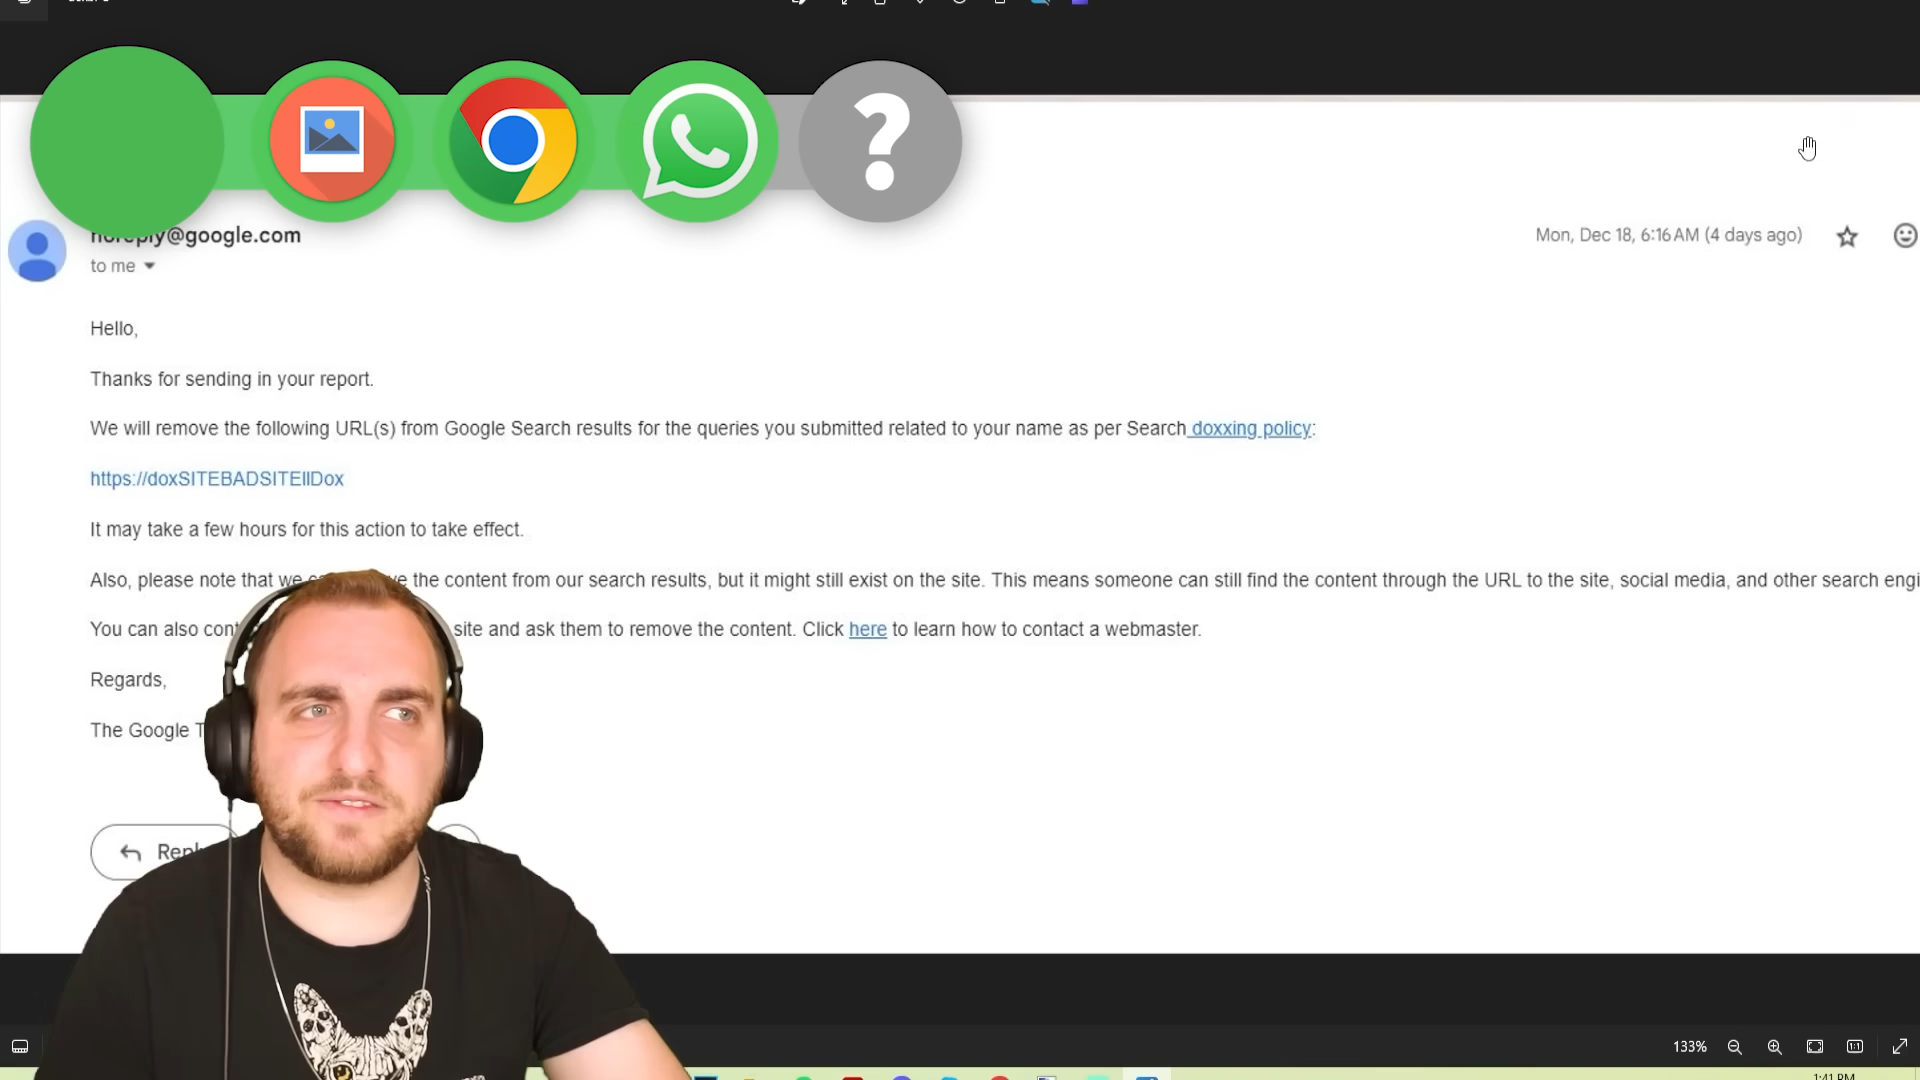 ?
noreply@google.com
Mon, Dec 18, 6:16 AM (4 days ago)
to me
Hello,
Thanks for sending in your report.
We will remove the following URL(s) from Google Search results for the queries you submitted related to your name as per Search doxxing policy:
https://doxSITEBADSITEIIDox
It may take a few hours for this action to take effect.
Also, please note that we the content from our search results, but it might still exist on the site. This means someone can still find the content through the URL to the site, social media, and other search
You can also site and ask them to remove the content. Click here to learn how to contact a webmaster.
Regards,
The Google
133%
1:41 PM